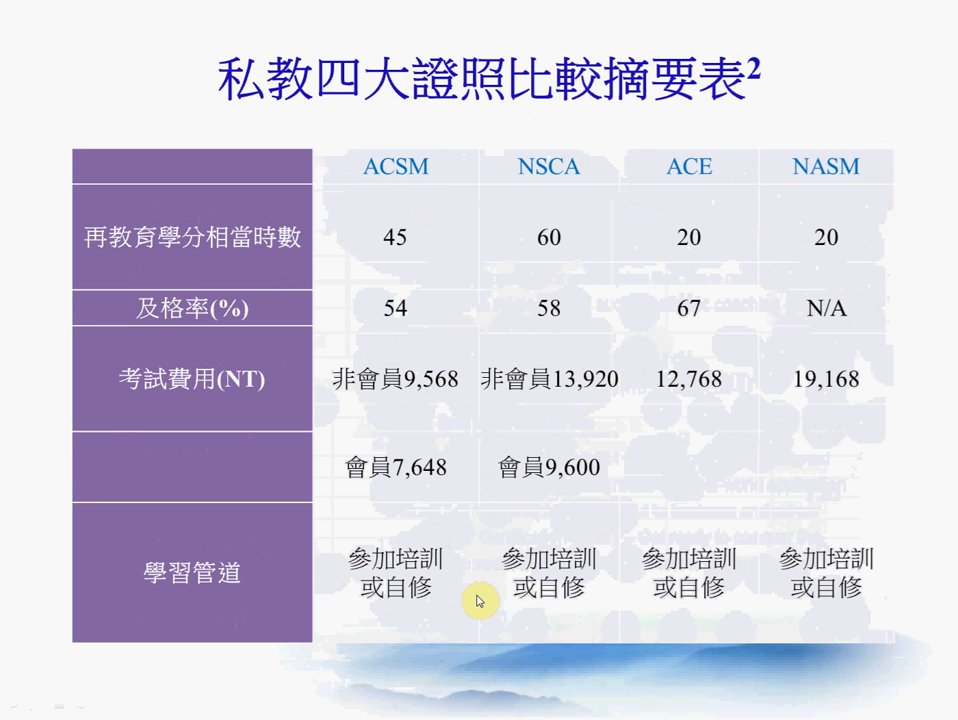 私教四大證照比較摘要表2
ACSM NSCA ACE NASM
再教育學分相當時數 45 60 20 20
及格率(%) 54 58 67 N/A
考試費用(NT) 非會員9,568 非會員13,920 12,768 19,168
會員7,648 會員9,600
學習管道 參加培訓或自修 參加培訓或自修 參加培訓或自修 參加培訓或自修